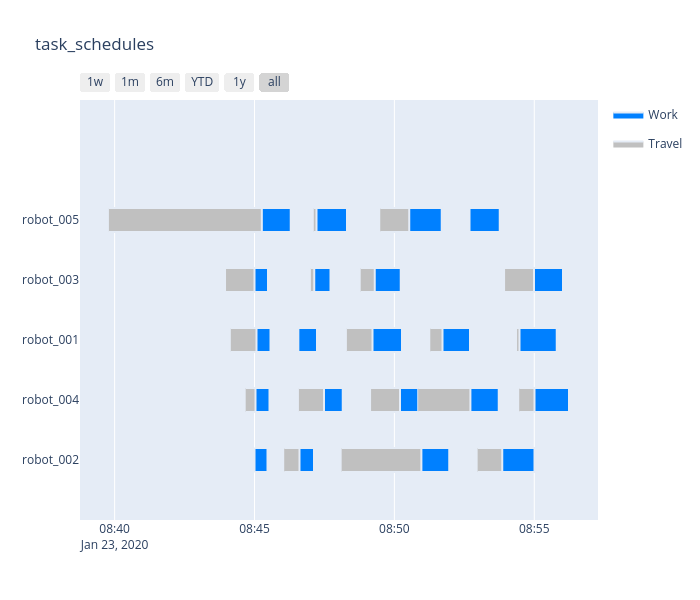 task_schedules
1w 1m 6m YTD 1y all
Work
Travel
robot_005
robot_003
robot_001
robot_004
robot_002
08:40 08:45 08:50 08:55
Jan 23, 2020